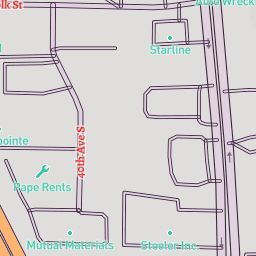 lk St
Auto Wreck
Starline
pointe
40th Ave S
Pape Rents
Mutual Materials
Steeler Inc